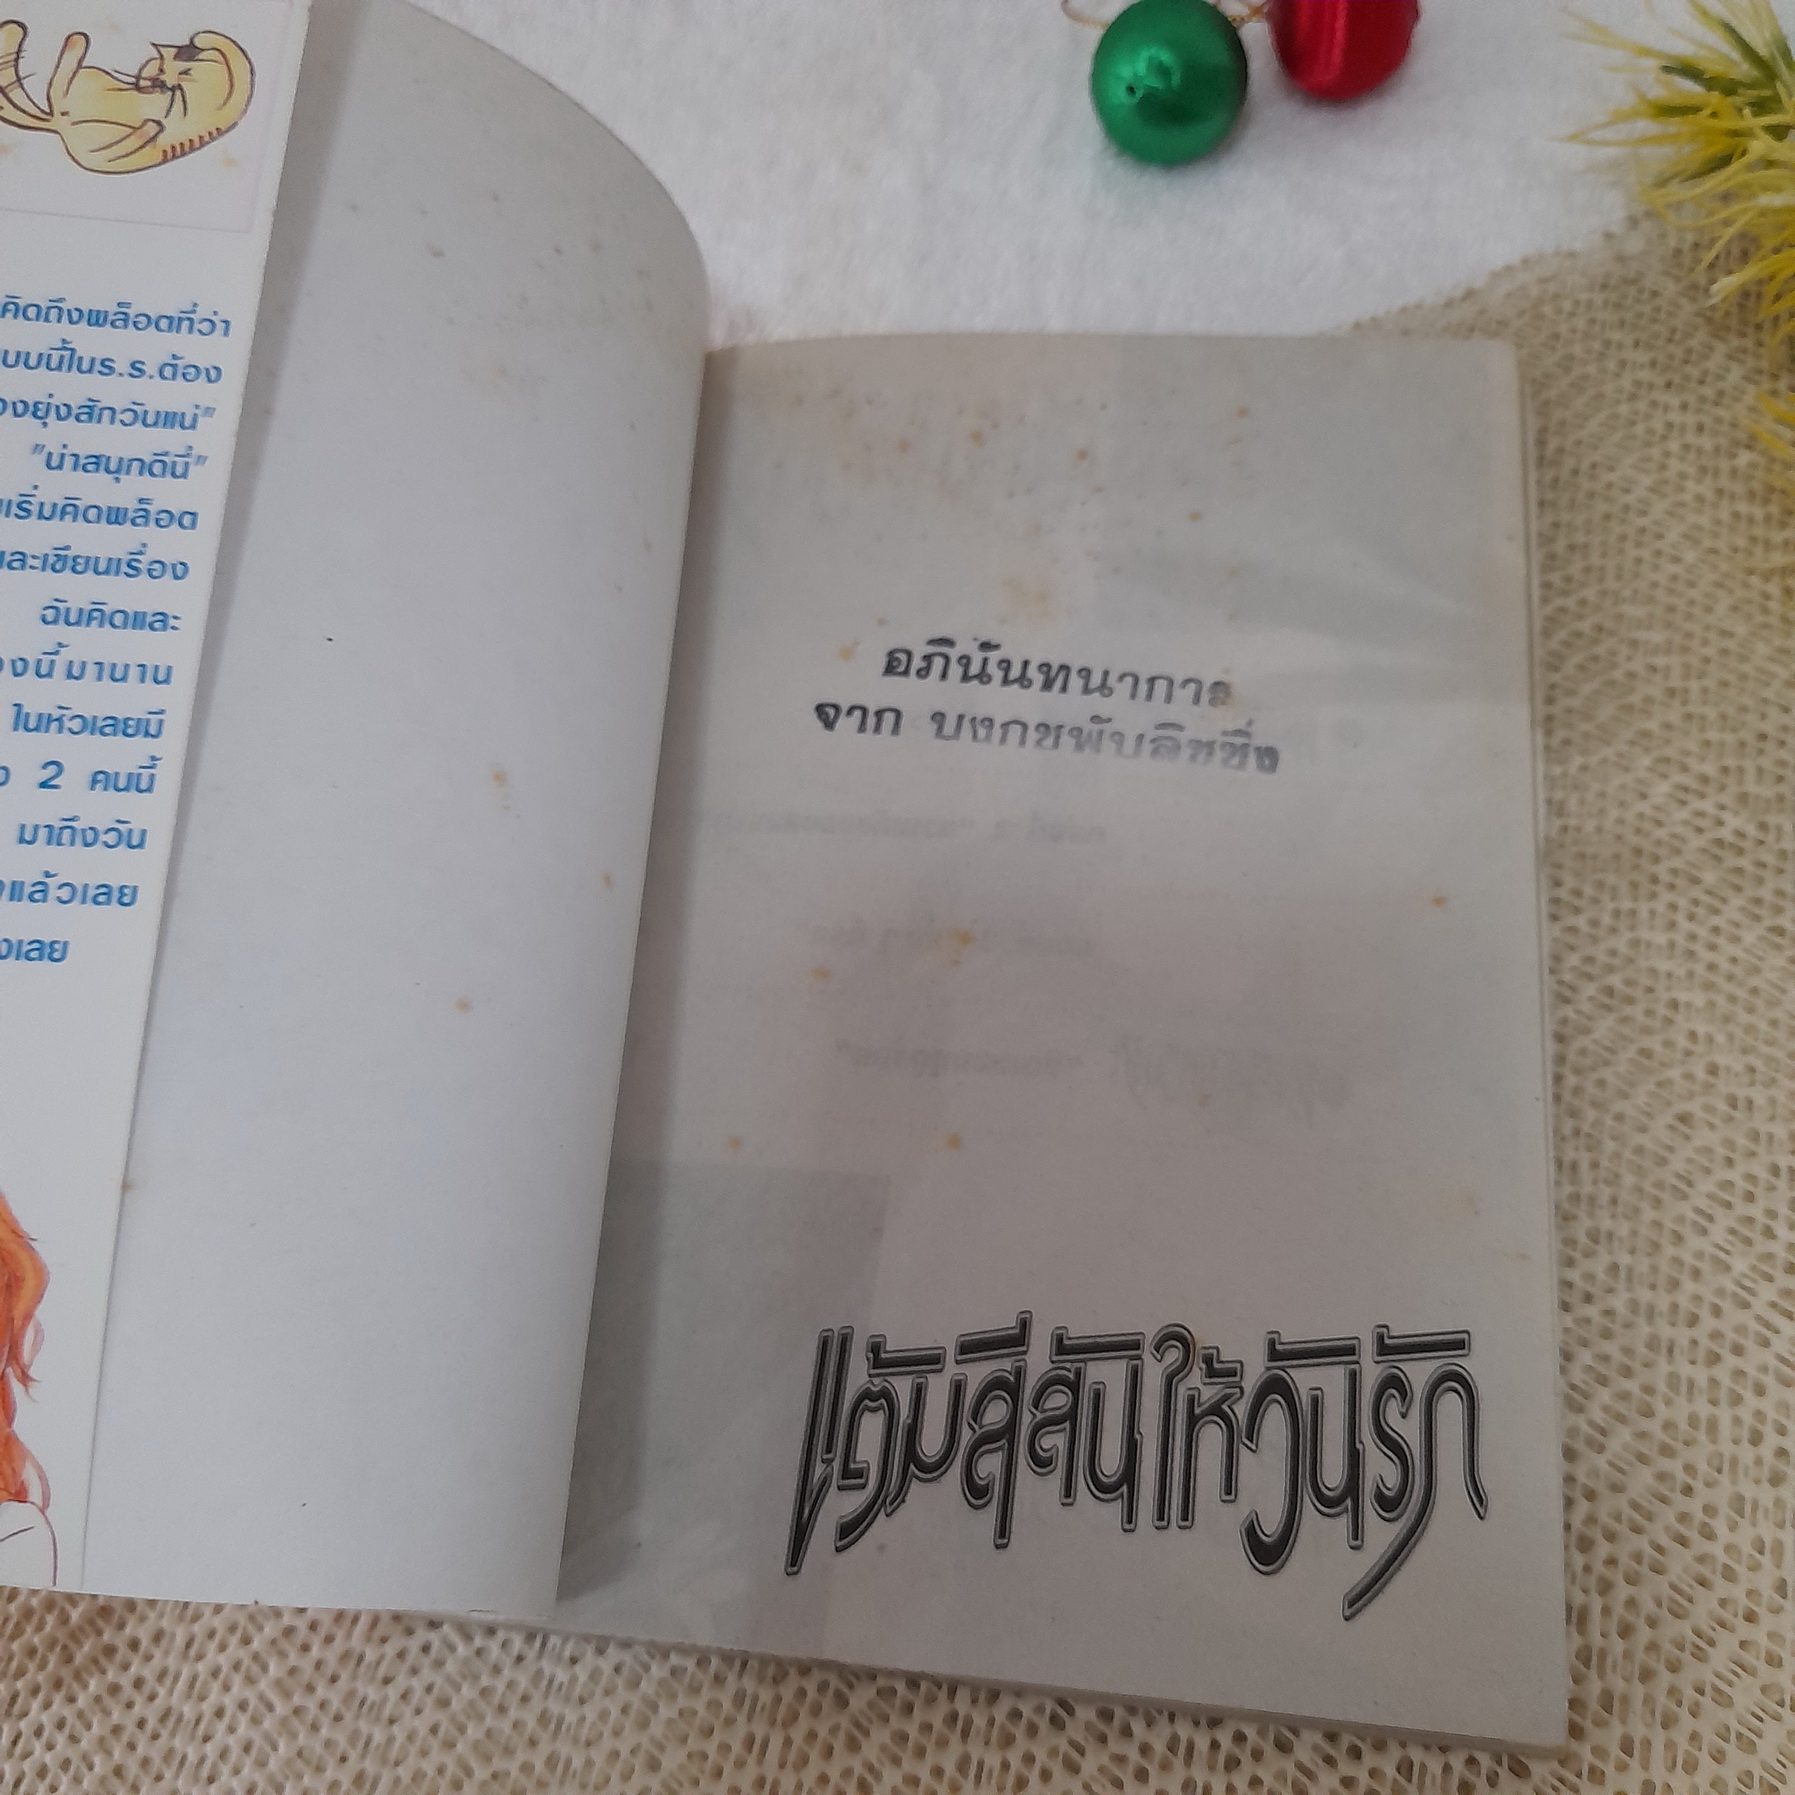 คิดถึงพล็อตที่ว่า
แบบนี้ในร.ร.ต้อง
ยุ่งสักวันแน่"
"น่าสนุกดีนี่"
เริ่มคิดพล็อต
และเขียนเรื่อง
ฉันคิดและ
นี้มานาน
ในหัวเลยมี
2 คนนี้
มาถึงวัน
แล้วเลย
เลย
อภินันทนาการ
จาก บงกชพับลิชชิ่ง
แต้มสีสันให้วันรัก